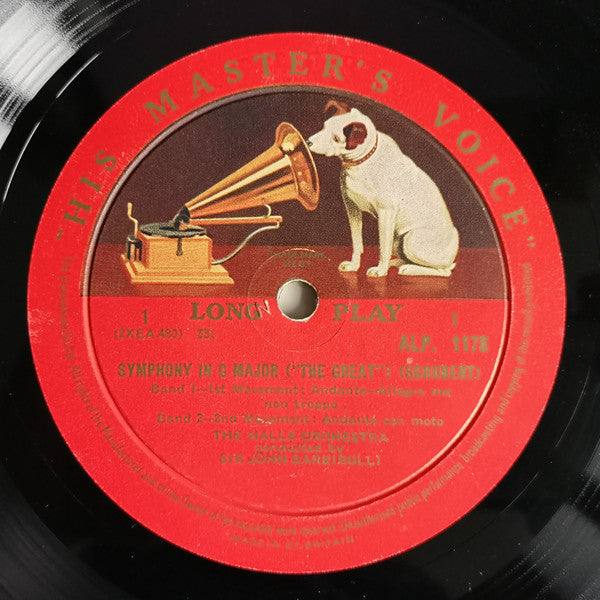 "HIS MASTER'S VOICE"
1 LONG PLAY 1
(2XEA.480) 33⅓ ALP. 1178
SYMPHONY IN C MAJOR ("THE GREAT") (SCHUBERT)
Band 1—1st Movement: Andante—Allegro ma
non troppo
Band 2—2nd Movement: Andante con moto
THE HALLÉ ORCHESTRA
conducted by
SIR JOHN BARBIROLLI
MADE IN GT. BRITAIN